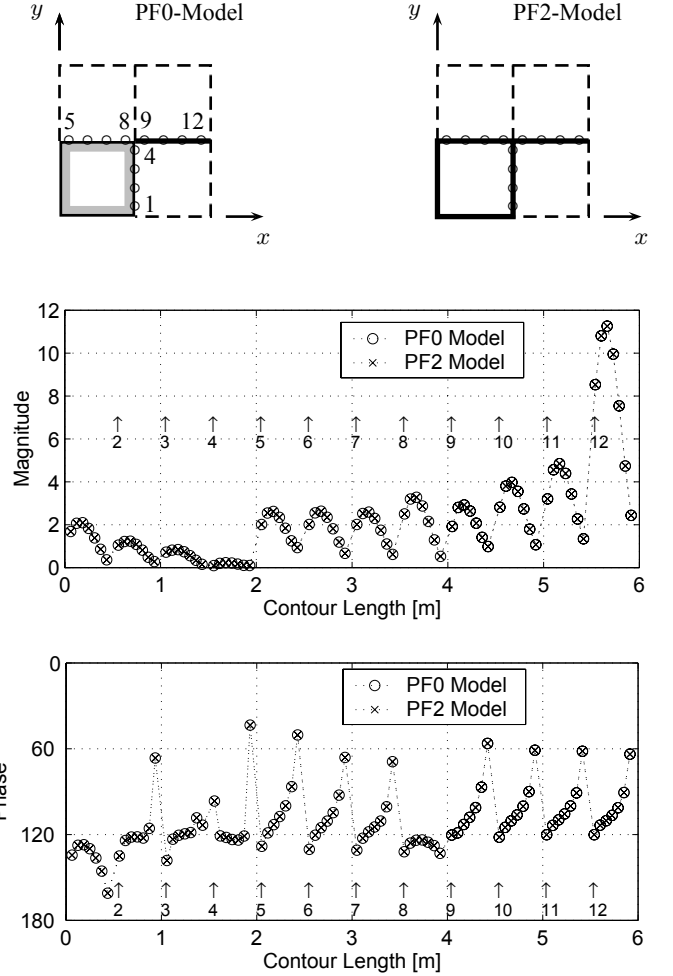 y PF0-Model
y PF2-Model
5 8 9 12
4
1
x
x
12
10
8
6
4
2
0
Magnitude
PF0 Model
PF2 Model
↑ ↑ ↑ ↑ ↑ ↑ ↑ ↑ ↑ ↑ ↑
2 3 4 5 6 7 8 9 10 11 12
0 1 2 3 4 5 6
Contour Length [m]
0
60
120
180
Phase
PF0 Model
PF2 Model
↑ ↑ ↑ ↑ ↑ ↑ ↑ ↑ ↑ ↑ ↑
2 3 4 5 6 7 8 9 10 11 12
0 1 2 3 4 5 6
Contour Length [m]